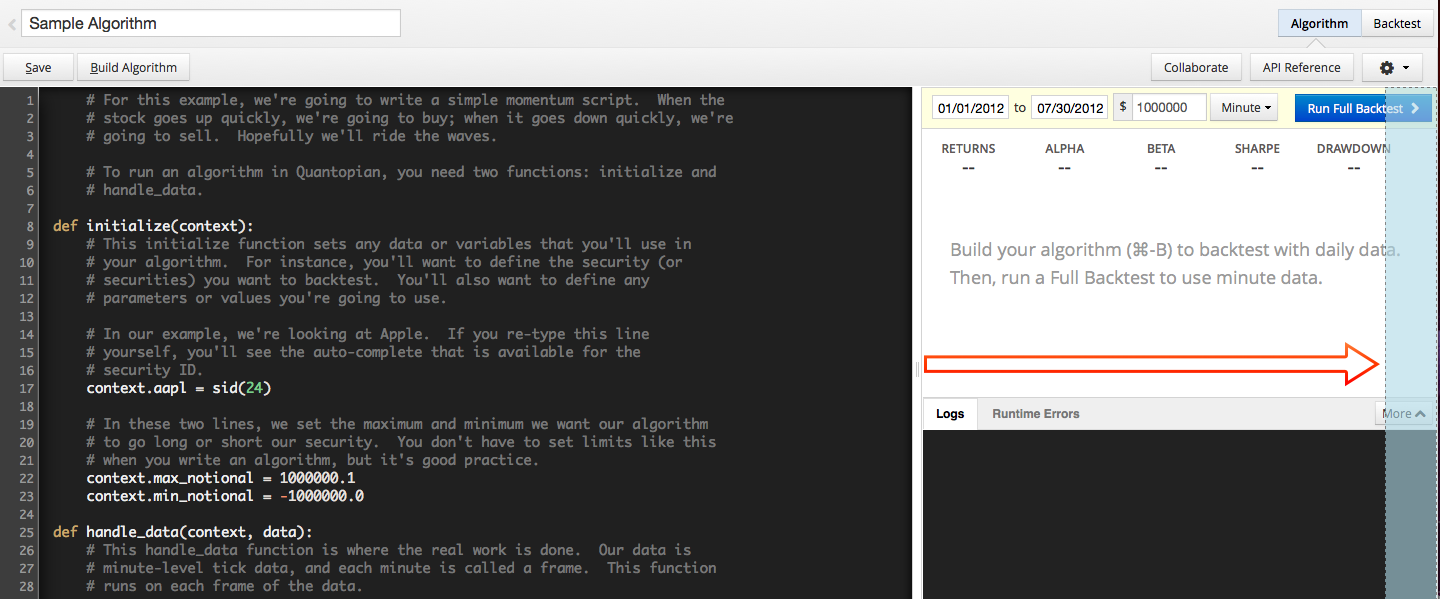 Sample Algorithm
Algorithm Backtest
Save Build Algorithm Collaborate API Reference
1 # For this example, we're going to write a simple momentum script.  When the
2 # stock goes up quickly, we're going to buy; when it goes down quickly, we're
3 # going to sell.  Hopefully we'll ride the waves.
4
5 # To run an algorithm in Quantopian, you need two functions: initialize and
6 # handle_data.
7
8 def initialize(context):
9 # This initialize function sets any data or variables that you'll use in
10 # your algorithm.  For instance, you'll want to define the security (or
11 # securities) you want to backtest.  You'll also want to define any
12 # parameters or values you're going to use.
13
14 # In our example, we're looking at Apple.  If you re-type this line
15 # yourself, you'll see the auto-complete that is available for the
16 # security ID.
17 context.aapl = sid(24)
18
19 # In these two lines, we set the maximum and minimum we want our algorithm
20 # to go long or short our security.  You don't have to set limits like this
21 # when you write an algorithm, but it's good practice.
22 context.max_notional = 1000000.1
23 context.min_notional = -1000000.0
24
25 def handle_data(context, data):
26 # This handle_data function is where the real work is done.  Our data is
27 # minute-level tick data, and each minute is called a frame.  This function
28 # runs on each frame of the data.
01/01/2012 to 07/30/2012 $ 1000000 Minute Run Full Backtest
RETURNS ALPHA BETA SHARPE DRAWDOWN
-- -- -- -- --
Build your algorithm (⌘-B) to backtest with daily data.
Then, run a Full Backtest to use minute data.
Logs Runtime Errors More